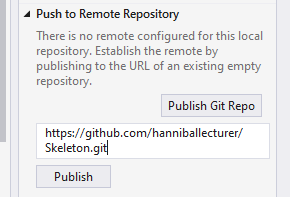 Push to Remote Repository
There is no remote configured for this local
repository. Establish the remote by
publishing to the URL of an existing empty
repository.
Publish Git Repo
https://github.com/hanniballecturer/
Skeleton.git
Publish